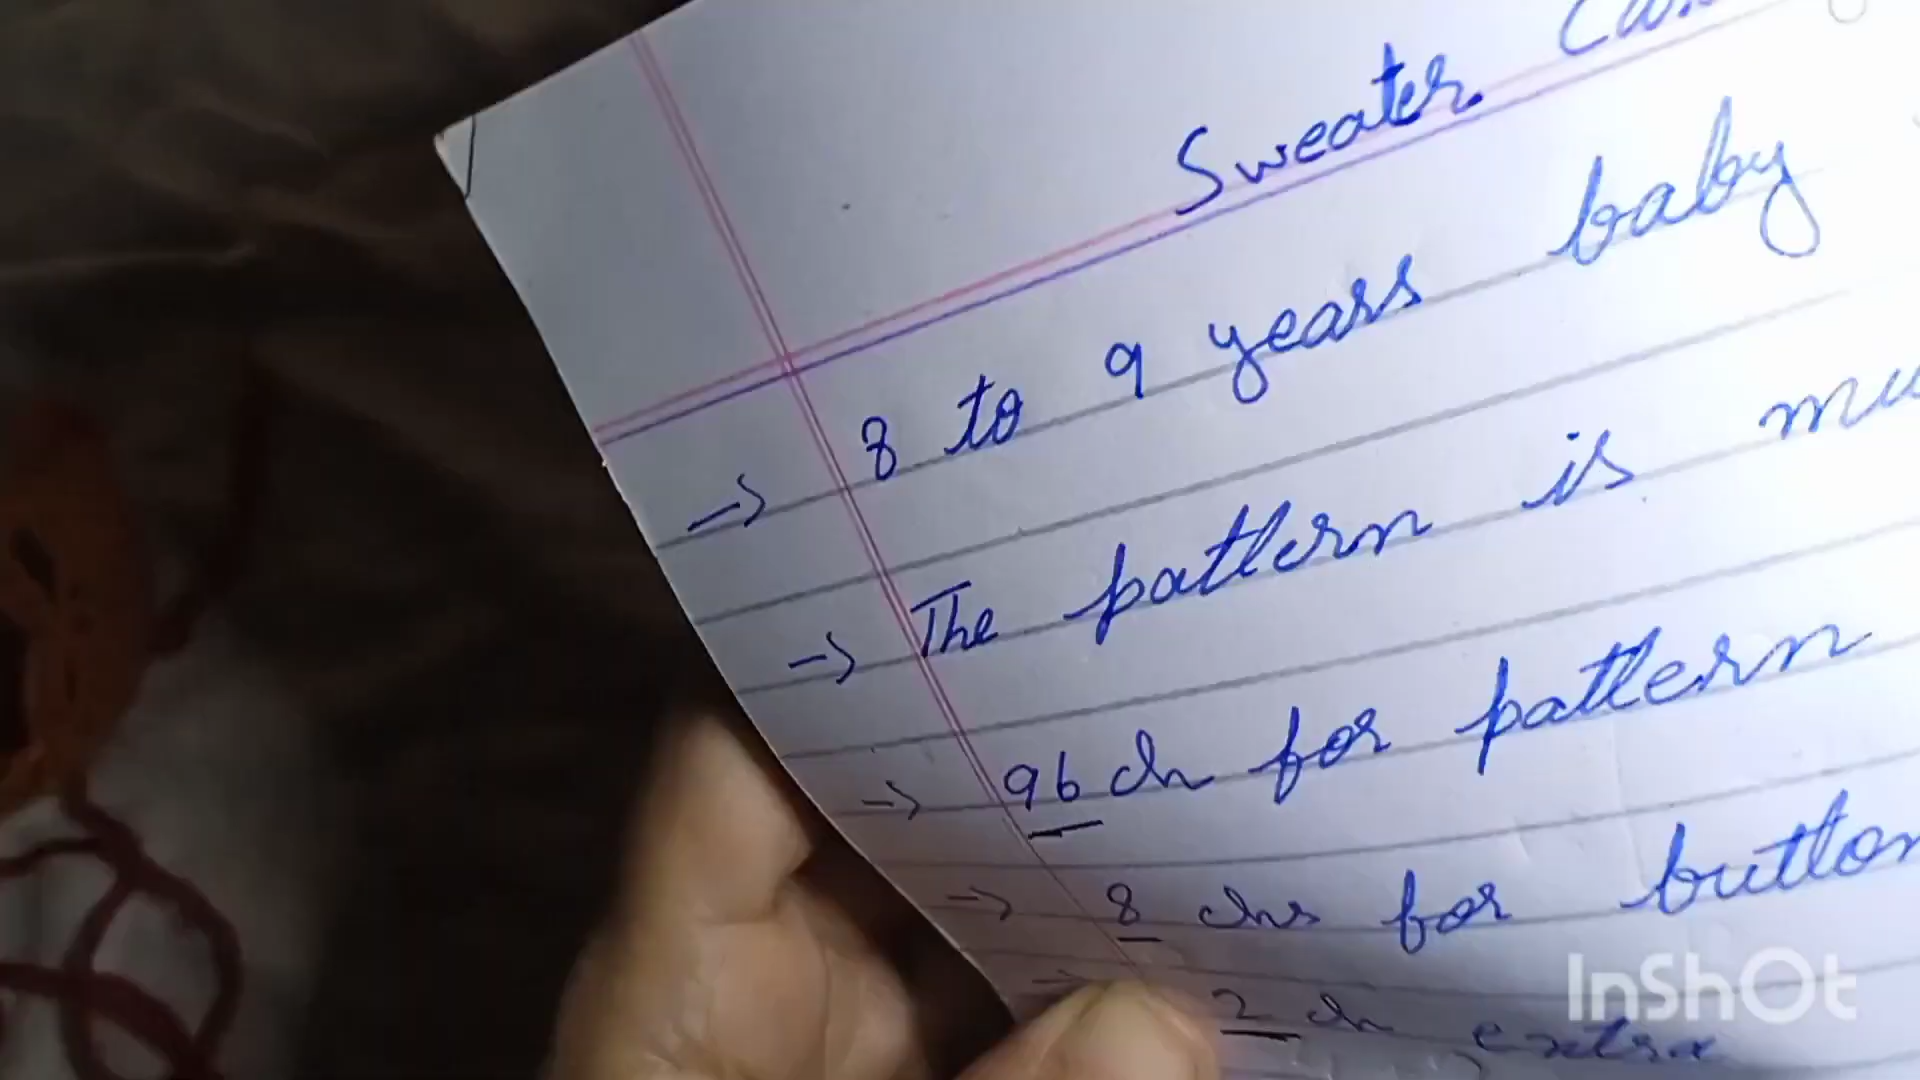 Sweater
→ 8 to 9 years baby
→ The pattern is
→ 96 ch for pattern
→ 8 chs for button
→ 2 ch extra
InShOt